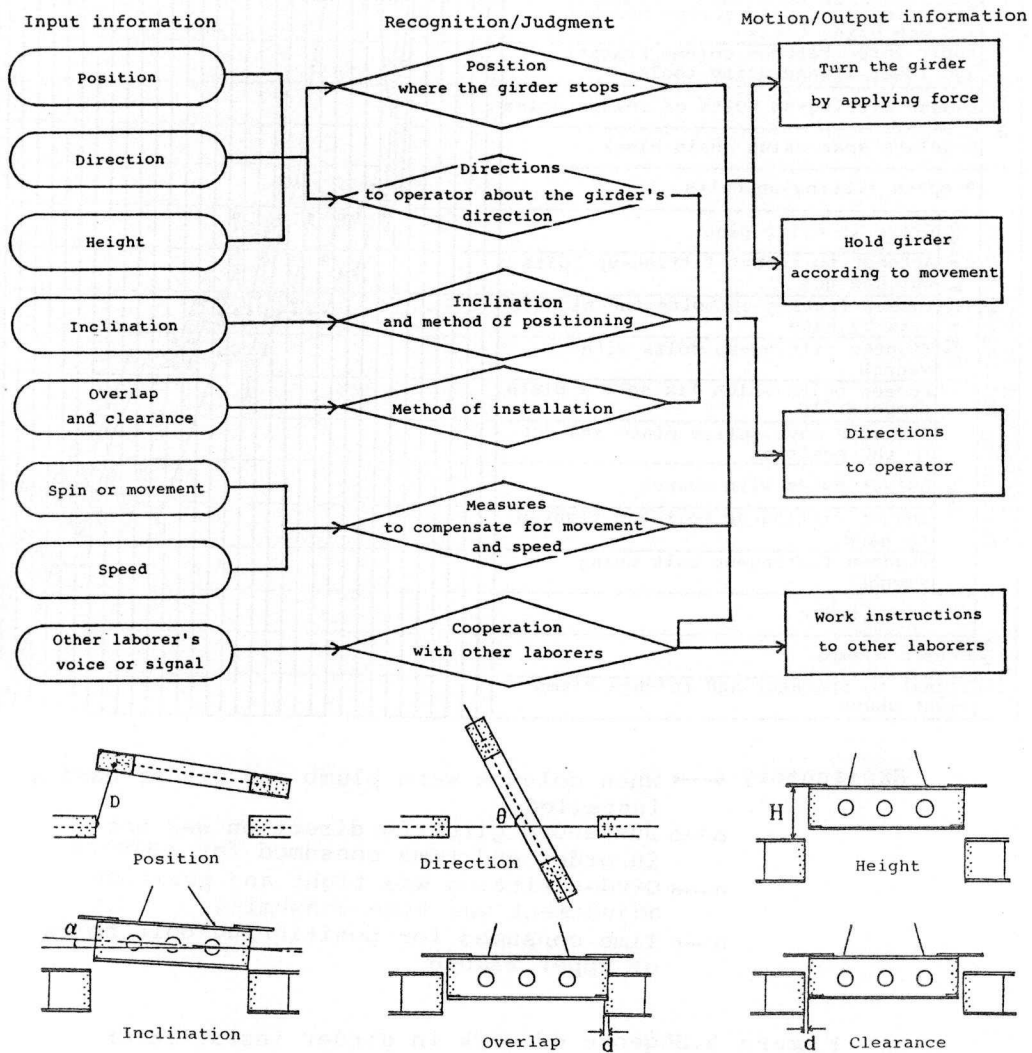 Input information
Recognition/Judgment
Motion/Output information
Position
Direction
Height
Inclination
Overlap
and clearance
Spin or movement
Speed
Other laborer's
voice or signal
Position
where the girder stops
Directions
to operator about the girder's
direction
Inclination
and method of positioning
Method of installation
Measures
to compensate for movement
and speed
Cooperation
with other laborers
Turn the girder
by applying force
Hold girder
according to movement
Directions
to operator
Work instructions
to other laborers
D
Position
θ
Direction
H
Height
α
Inclination
d
Overlap
d
Clearance